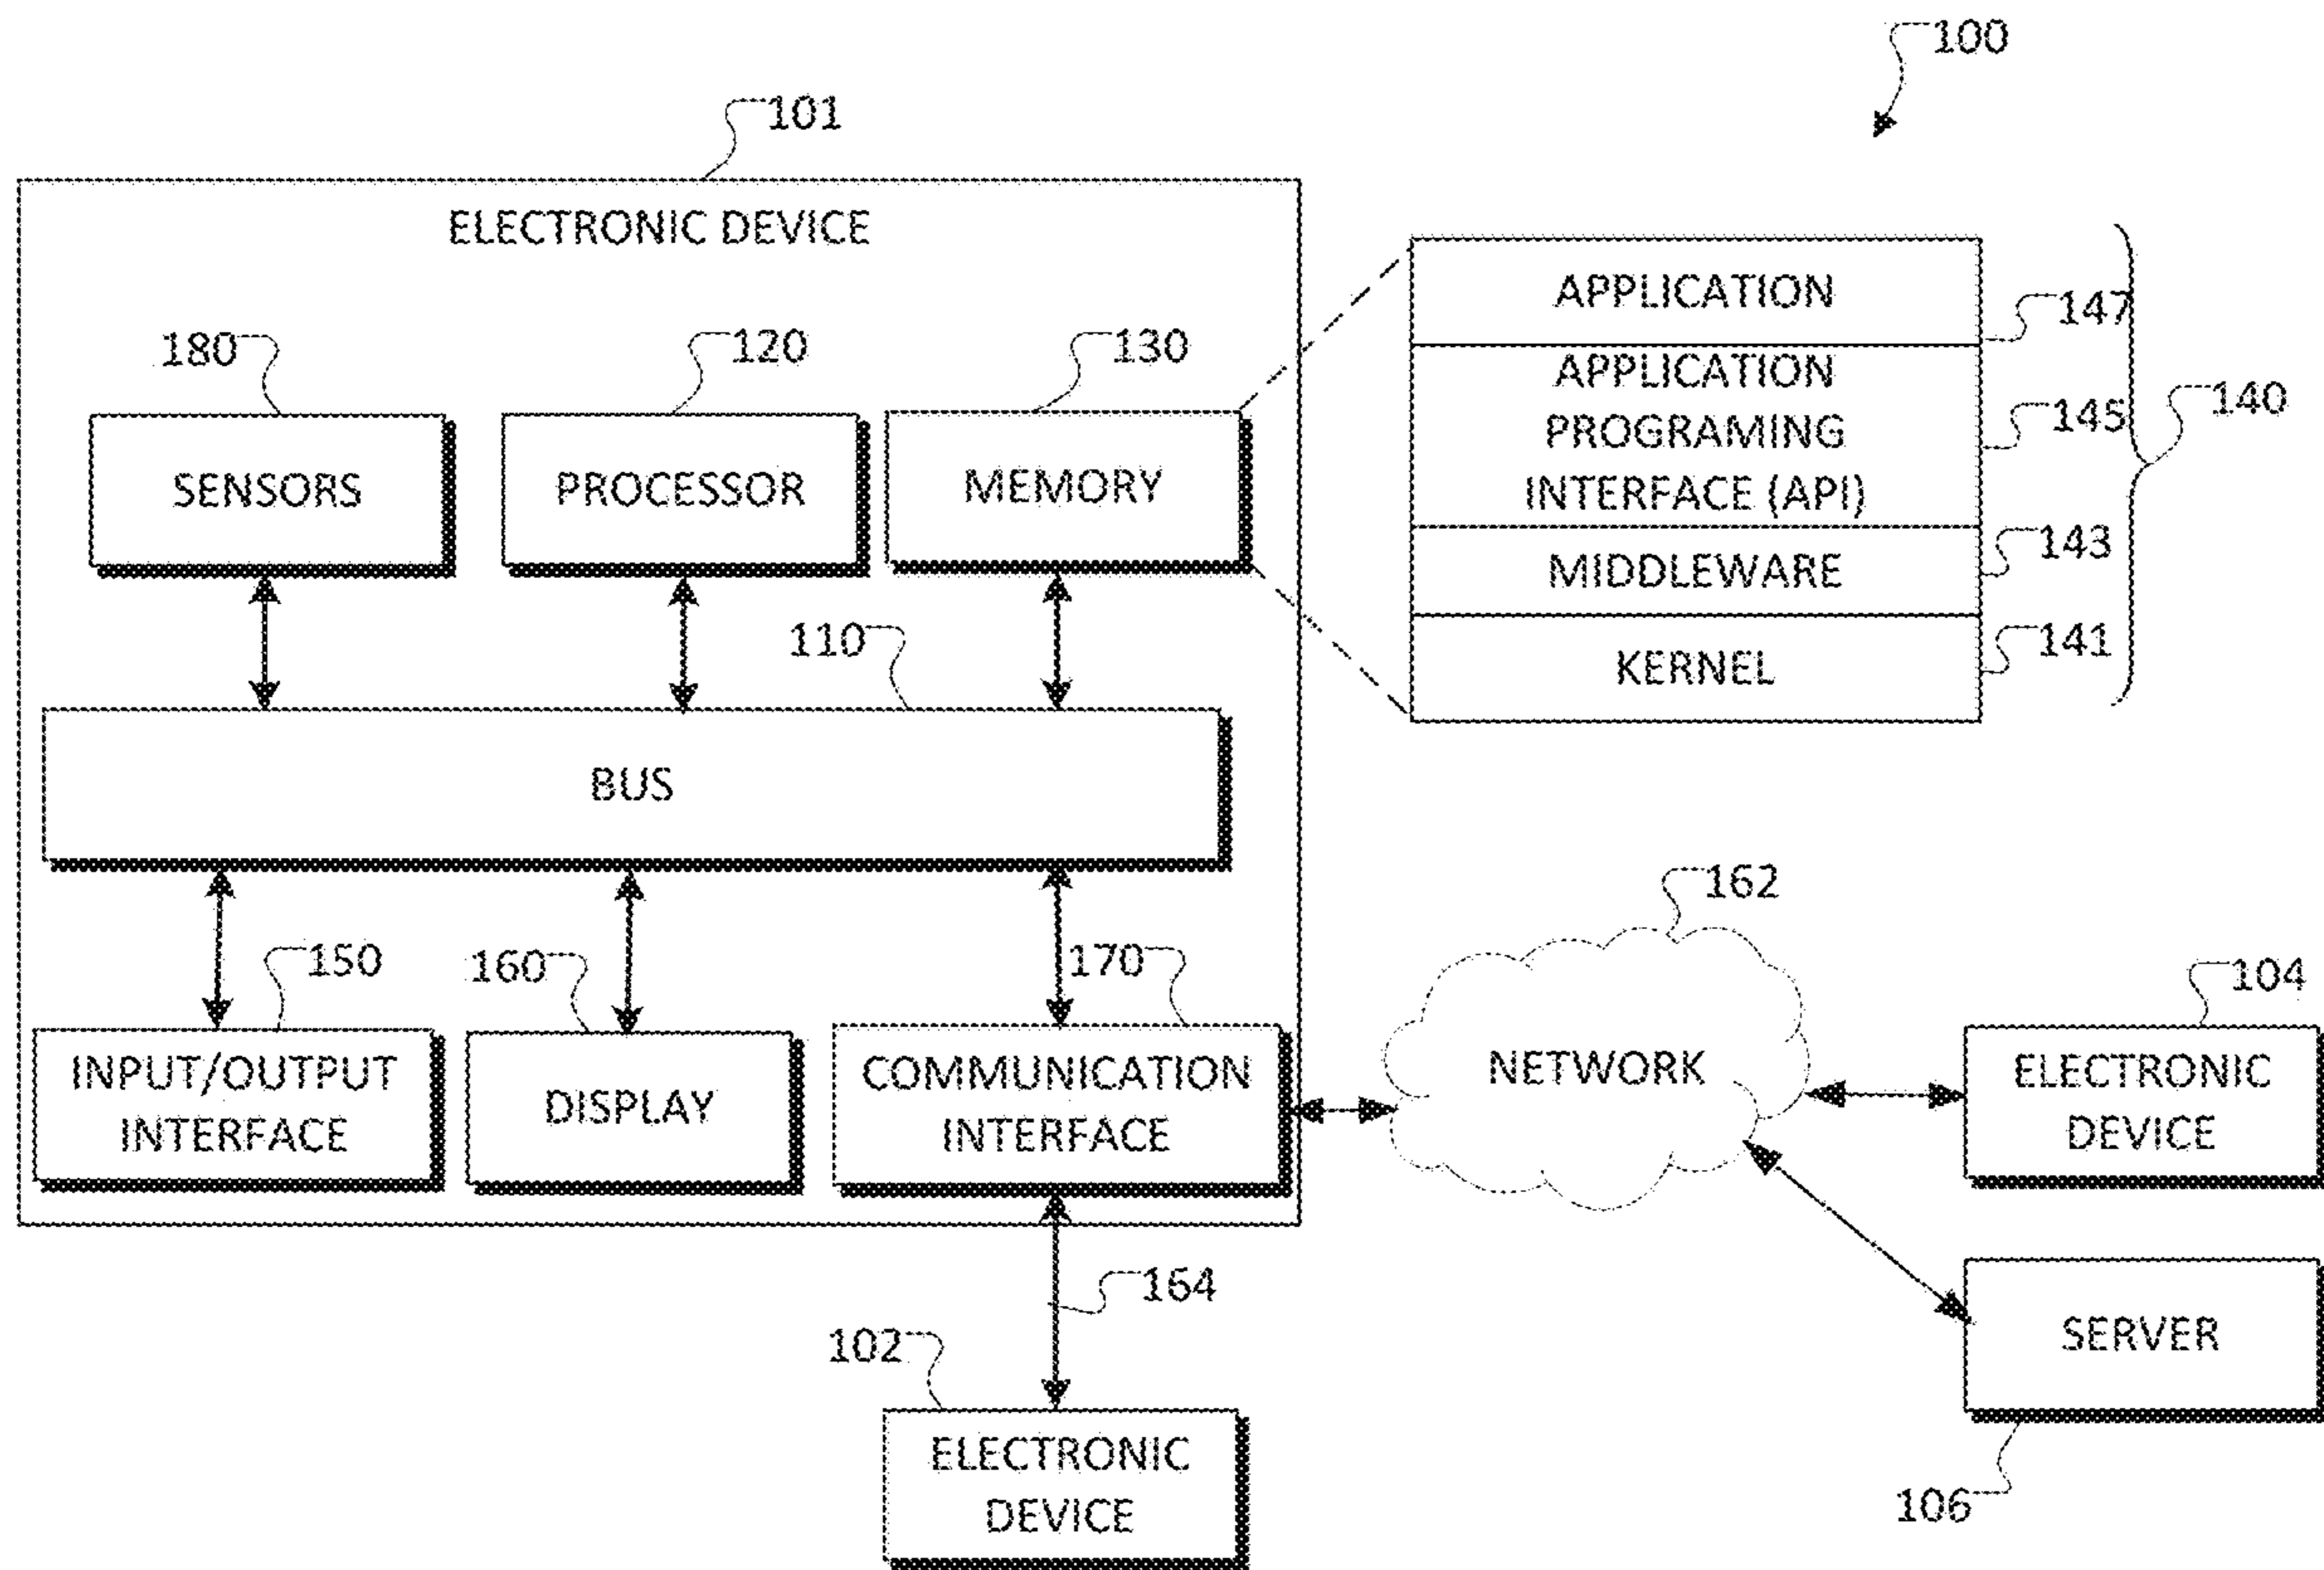 100
101
ELECTRONIC DEVICE
180
120
130
SENSORS
PROCESSOR
MEMORY
APPLICATION
147
APPLICATION
PROGRAMING
INTERFACE (API)
145
140
MIDDLEWARE
143
KERNEL
141
110
BUS
150
160
170
INPUT/OUTPUT
INTERFACE
DISPLAY
COMMUNICATION
INTERFACE
162
NETWORK
104
ELECTRONIC
DEVICE
164
SERVER
106
102
ELECTRONIC
DEVICE